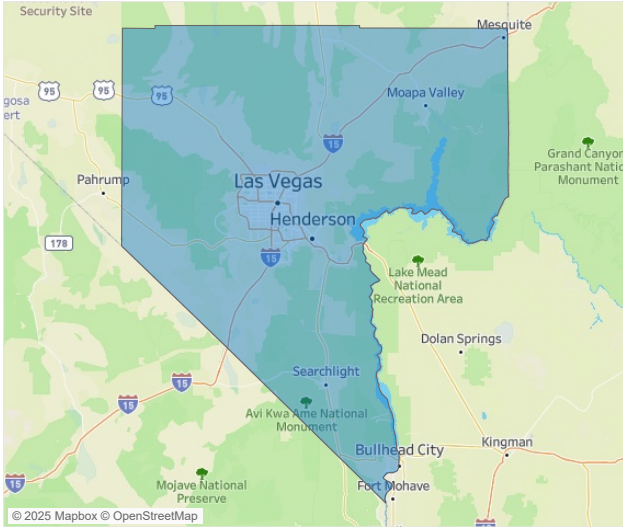 Security Site
Mesquite
95
95
95
Moapa Valley
gosa
ert
15
Grand Canyon
Parashant Natio
Monument
Pahrump
Las Vegas
Henderson
178
15
Lake Mead
National
Recreation Area
Dolan Springs
Searchlight
15
15
Avi Kwa Ame National
Monument
Bullhead City
Kingman
15
Mojave National
Preserve
Fort Mohave
© 2025 Mapbox © OpenStreetMap